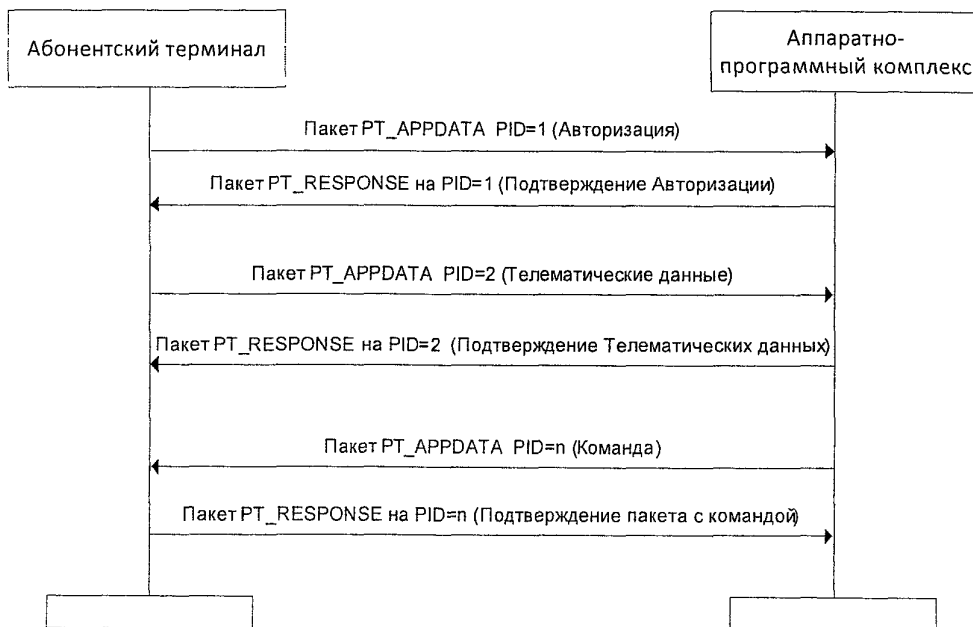 Абонентский терминал
Аппаратно-
программный комплекс
Пакет PT_APPDATA PID=1 (Авторизация)
Пакет PT_RESPONSE на PID=1 (Подтверждение Авторизации)
Пакет PT_APPDATA PID=2 (Телематические данные)
Пакет PT_RESPONSE на PID=2 (Подтверждение Телематических данных)
Пакет PT_APPDATA PID=n (Команда)
Пакет PT_RESPONSE на PID=n (Подтверждение пакета с командой)